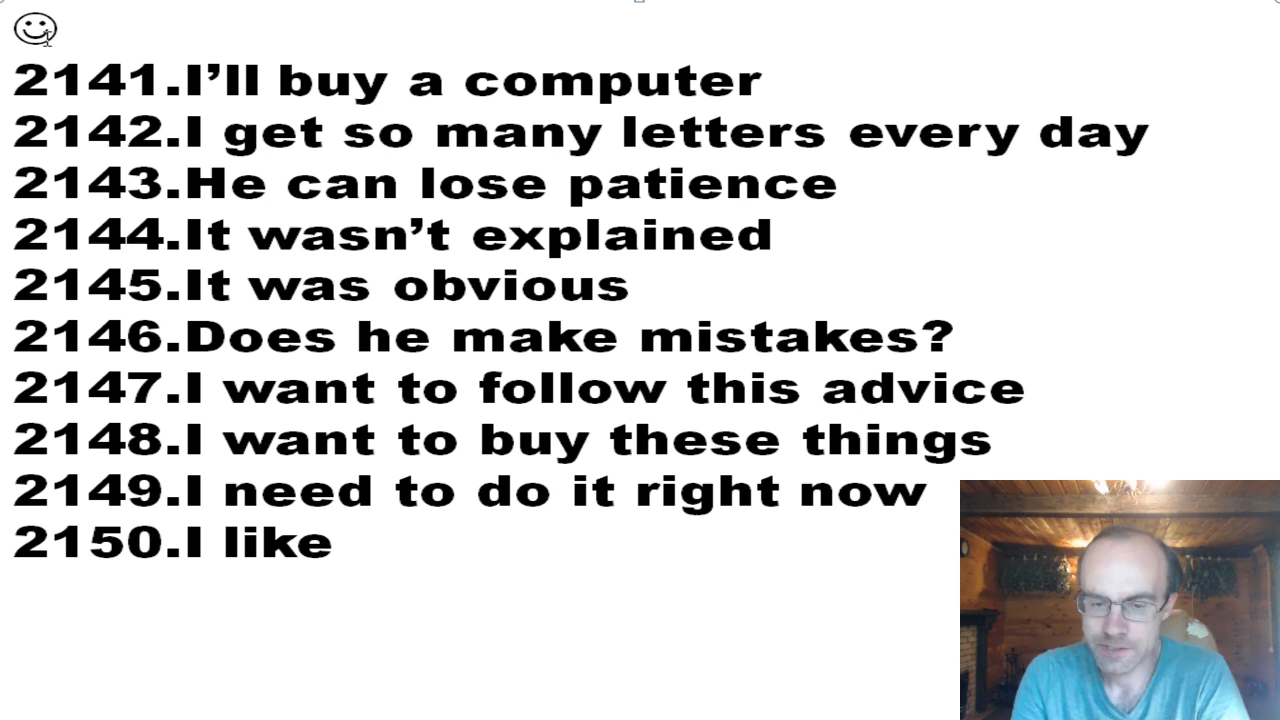 2141.I’ll buy a computer
2142.I get so many letters every day
2143.He can lose patience
2144.It wasn’t explained
2145.It was obvious
2146.Does he make mistakes?
2147.I want to follow this advice
2148.I want to buy these things
2149.I need to do it right now
2150.I like